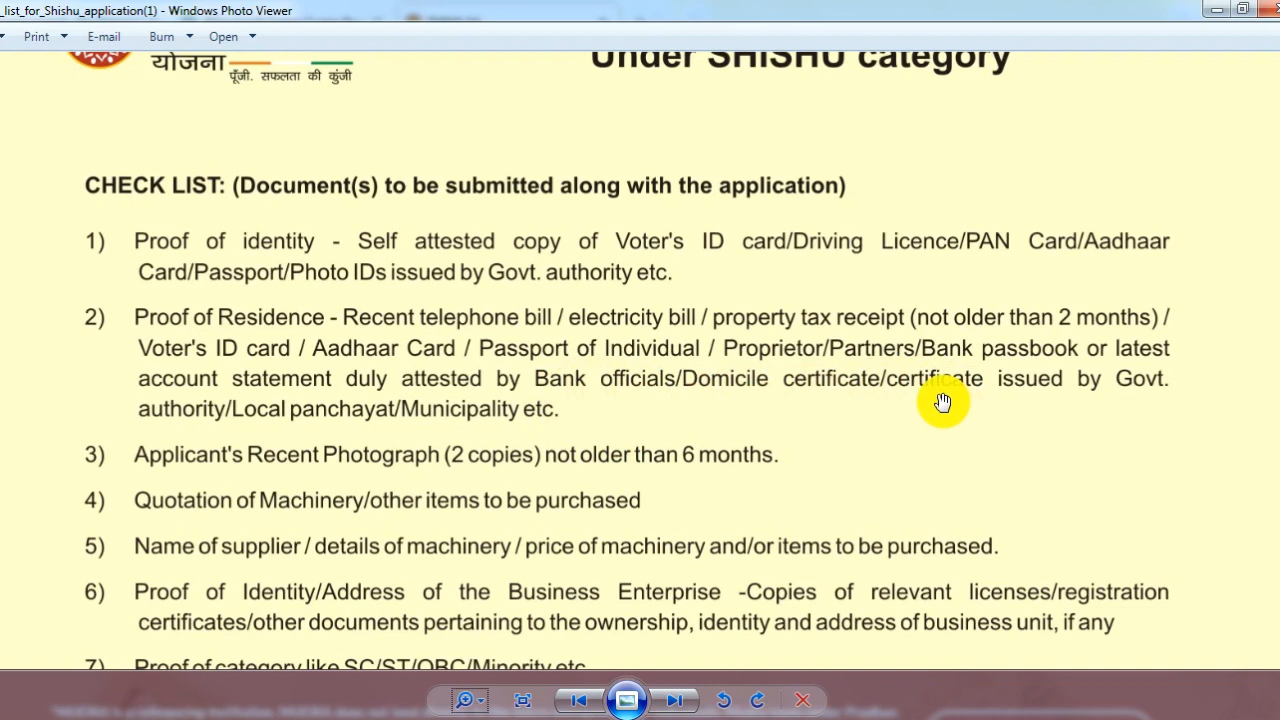 _list_for_Shishu_application(1) - Windows Photo Viewer
Print E-mail Burn Open
योजना
पूँजी. सफलता की कुंजी
Under SHISHU category
CHECK LIST: (Document(s) to be submitted along with the application)
1) Proof of identity - Self attested copy of Voter's ID card/Driving Licence/PAN Card/Aadhaar
Card/Passport/Photo IDs issued by Govt. authority etc.
2) Proof of Residence - Recent telephone bill / electricity bill / property tax receipt (not older than 2 months) /
Voter's ID card / Aadhaar Card / Passport of Individual / Proprietor/Partners/Bank passbook or latest
account statement duly attested by Bank officials/Domicile certificate/certificate issued by Govt.
authority/Local panchayat/Municipality etc.
3) Applicant's Recent Photograph (2 copies) not older than 6 months.
4) Quotation of Machinery/other items to be purchased
5) Name of supplier / details of machinery / price of machinery and/or items to be purchased.
6) Proof of Identity/Address of the Business Enterprise -Copies of relevant licenses/registration
certificates/other documents pertaining to the ownership, identity and address of business unit, if any
7) Proof of category like SC/ST/OBC/Minority etc.